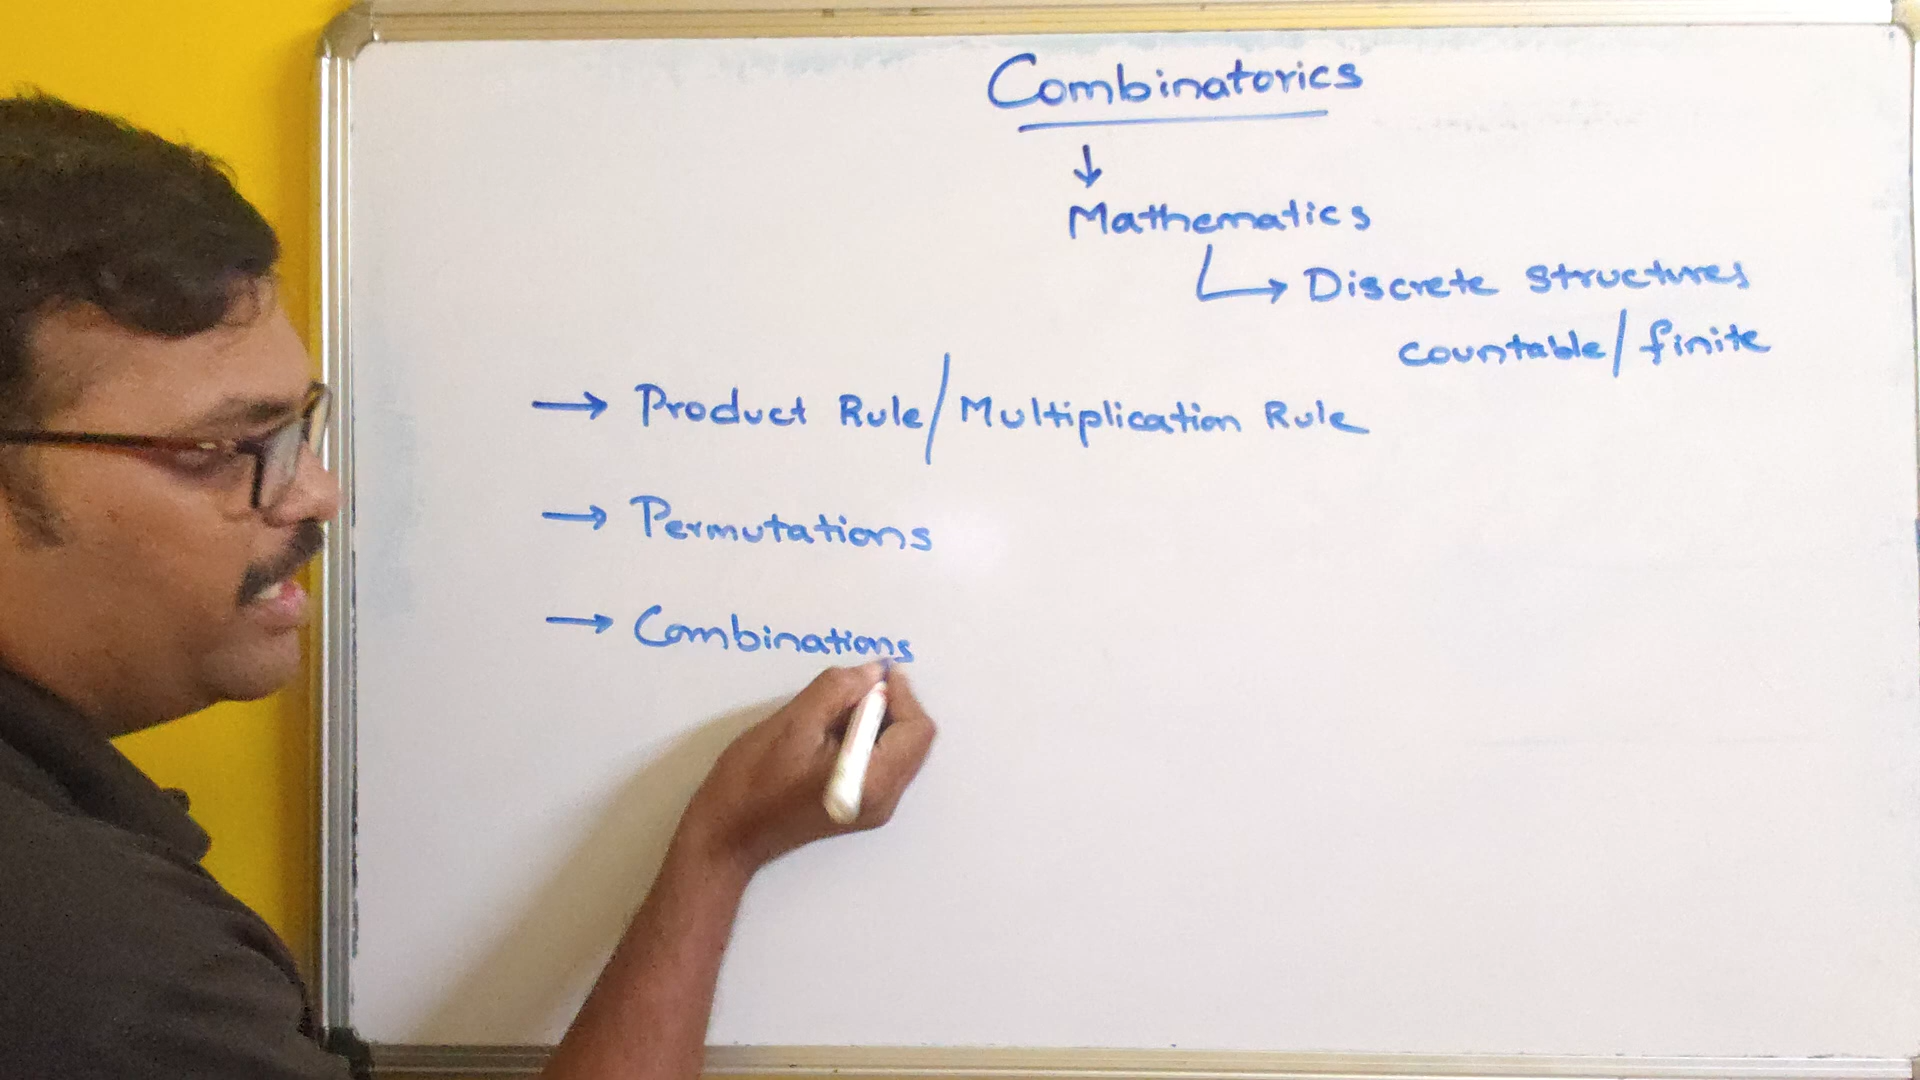 Combinatorics
↓
Mathematics
↳ Discrete structures
countable/finite
→ Product Rule/Multiplication Rule
→ Permutations
→ Combinations